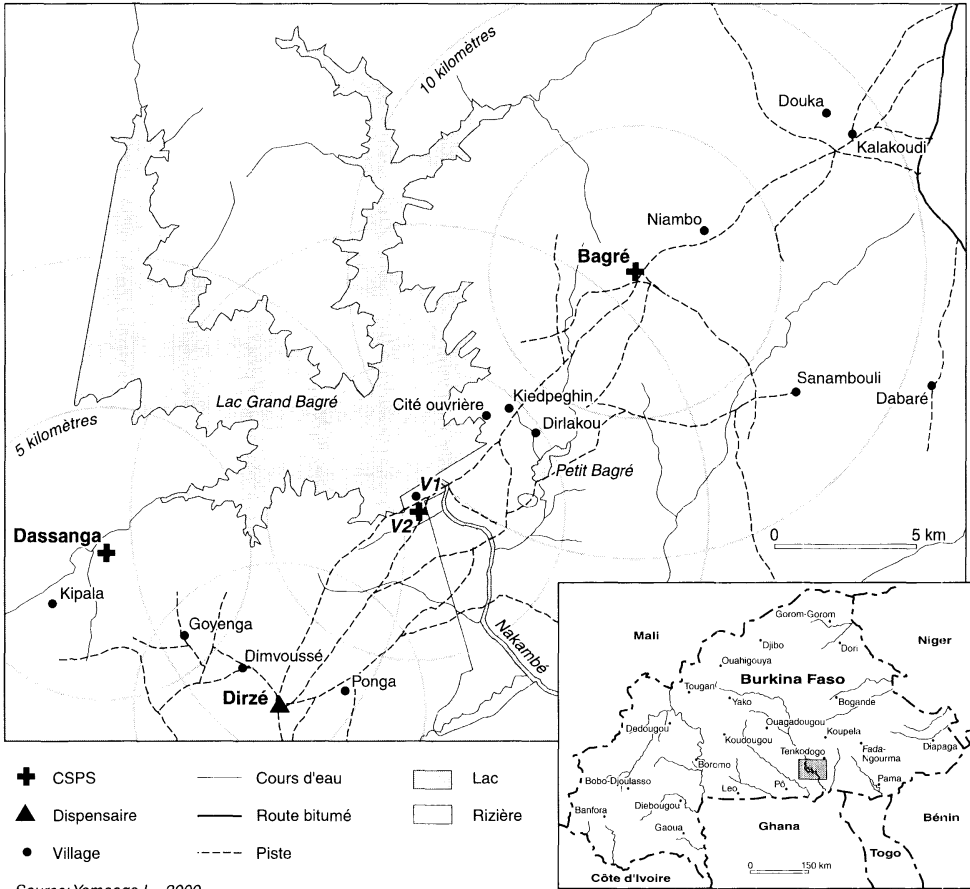 10 kilomètres
Douka
Kalakoudi
Niambo
Bagré
Sanambouli
Dabaré
Lac Grand Bagré
Cité ouvrière
Kiedpeghin
Dirlakou
5 kilomètres
Petit Bagré
V1
V2
0 5 km
Dassanga
Kipala
Goyenga
Nakambé
Dimvoussé
Dirzé
Ponga
CSPS
Dispensaire
Village
Cours d'eau
Route bitumé
Piste
Lac
Rizière
Mali
Niger
Gorom-Gorom
Djibo
Dori
Ouahigouya
Burkina Faso
Tougan
Yako
Bogande
Dedougou
Ouagadougou
Koudougou
Koupela
Tenkodogo
Fada-
Ngourma
Diapaga
Boromo
Bobo-Djoulasso
Leo
Pô
Pama
Banfora
Diebougou
Gaoua
Ghana
Bénin
Togo
0 150 km
Côte d'Ivoire